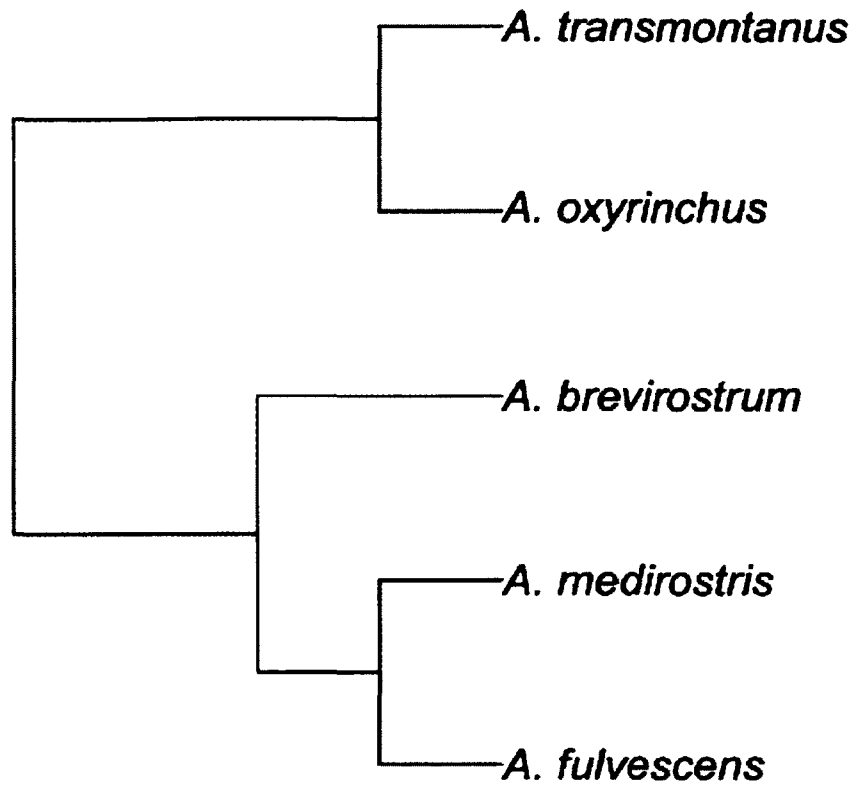 A. transmontanus
A. oxyrinchus
A. brevirostrum
A. medirostris
A. fulvescens